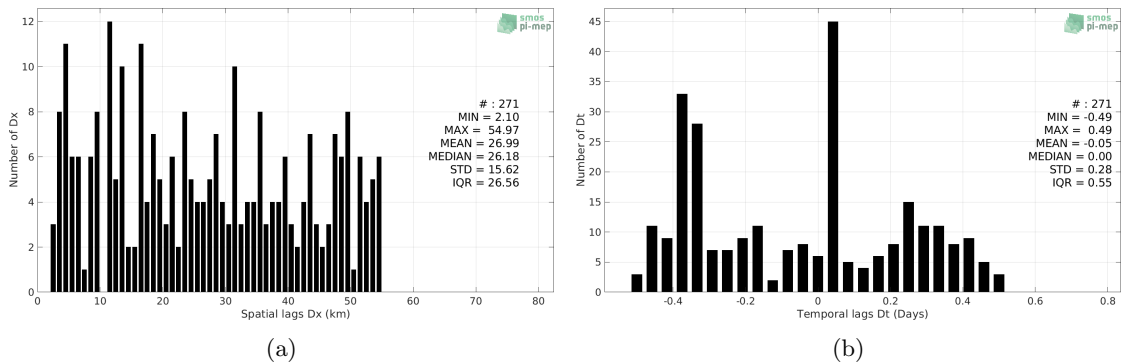 12
10
8
6
4
2
0
Number of Dx
0 10 20 30 40 50 60 70 80
Spatial lags Dx (km)
smos
pi-mep
# : 271
MIN = 2.10
MAX = 54.97
MEAN = 26.99
MEDIAN = 26.18
STD = 15.62
IQR = 26.56
(a)
45
40
35
30
25
20
15
10
5
0
Number of Dt
-0.4 -0.2 0 0.2 0.4 0.6 0.8
Temporal lags Dt (Days)
smos
pi-mep
# : 271
MIN = -0.49
MAX = 0.49
MEAN = -0.05
MEDIAN = 0.00
STD = 0.28
IQR = 0.55
(b)